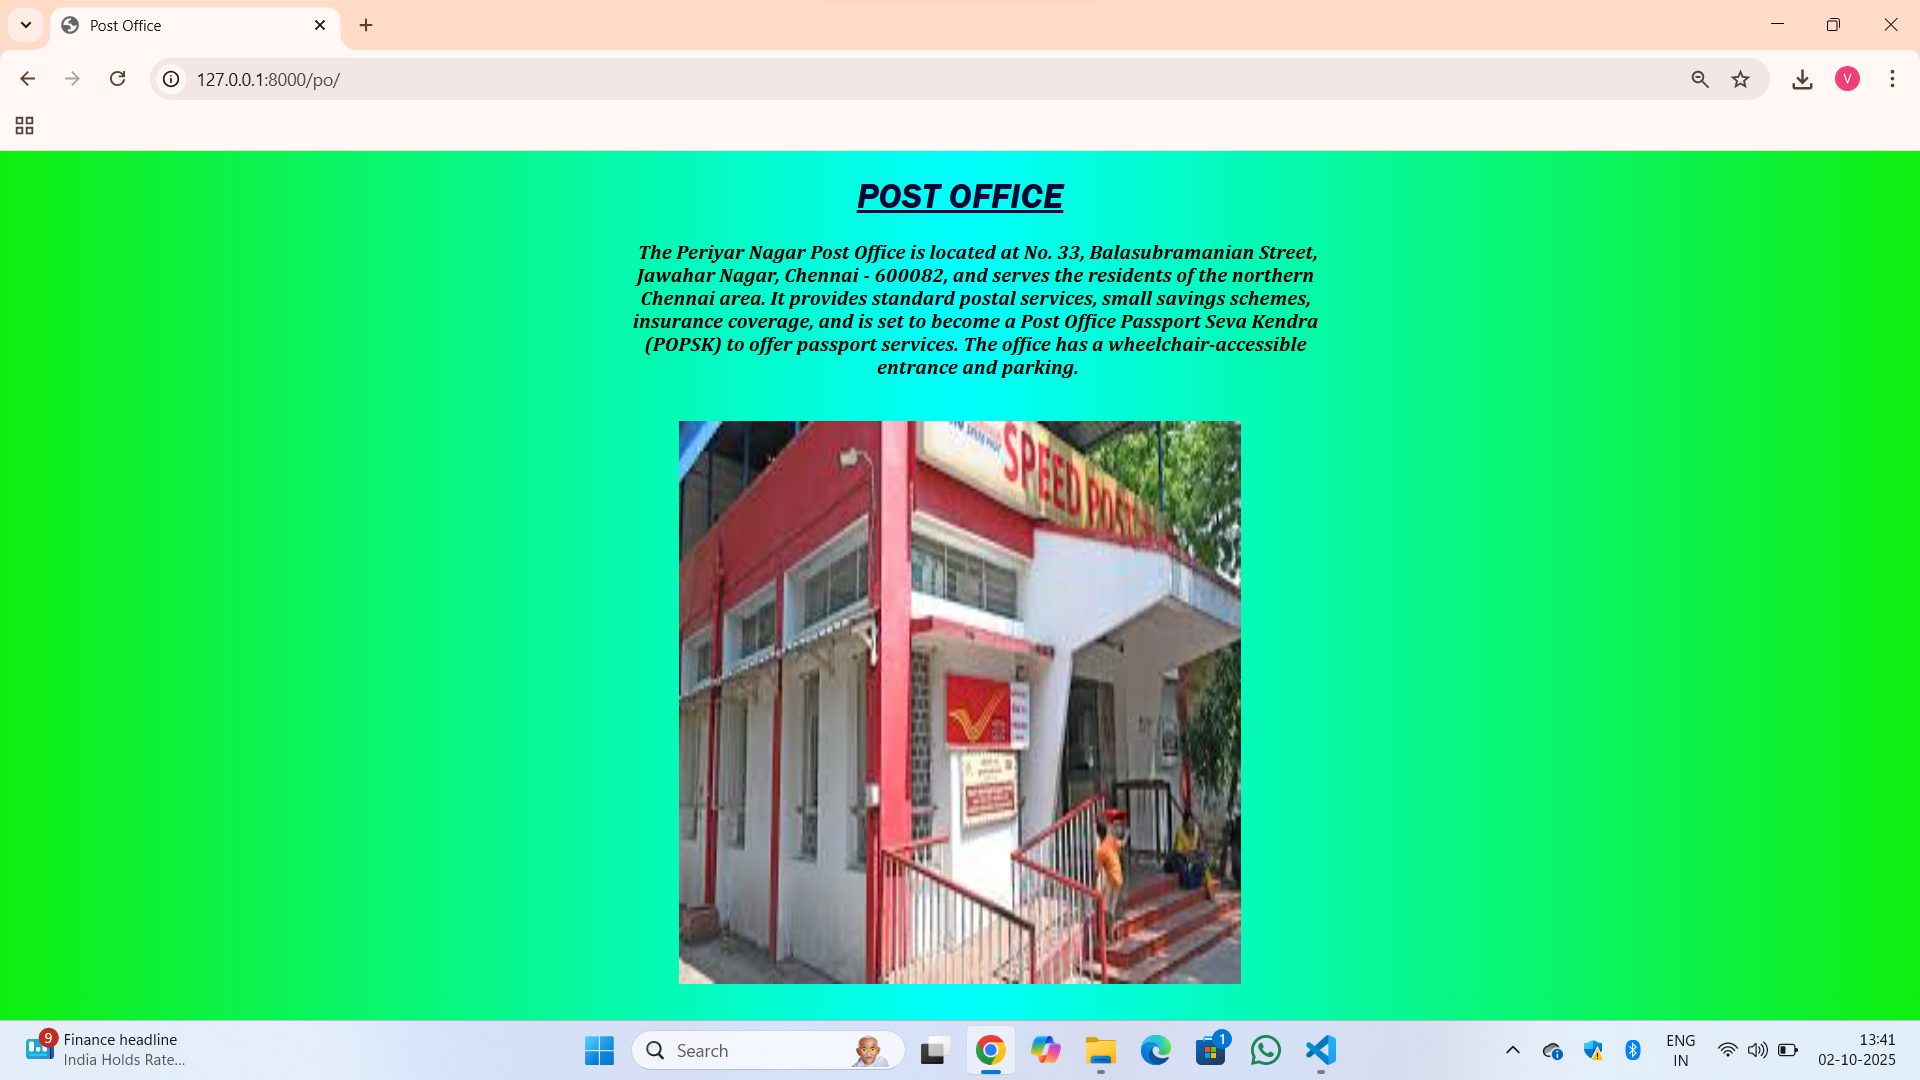 Post Office
127.0.0.1:8000/po/
V
POST OFFICE
The Periyar Nagar Post Office is located at No. 33, Balasubramanian Street,
Jawahar Nagar, Chennai - 600082, and serves the residents of the northern
Chennai area. It provides standard postal services, small savings schemes,
insurance coverage, and is set to become a Post Office Passport Seva Kendra
(POPSK) to offer passport services. The office has a wheelchair-accessible
entrance and parking.
SPEED POST
9
Finance headline
India Holds Rate...
Search
1
ENG
IN
13:41
02-10-2025